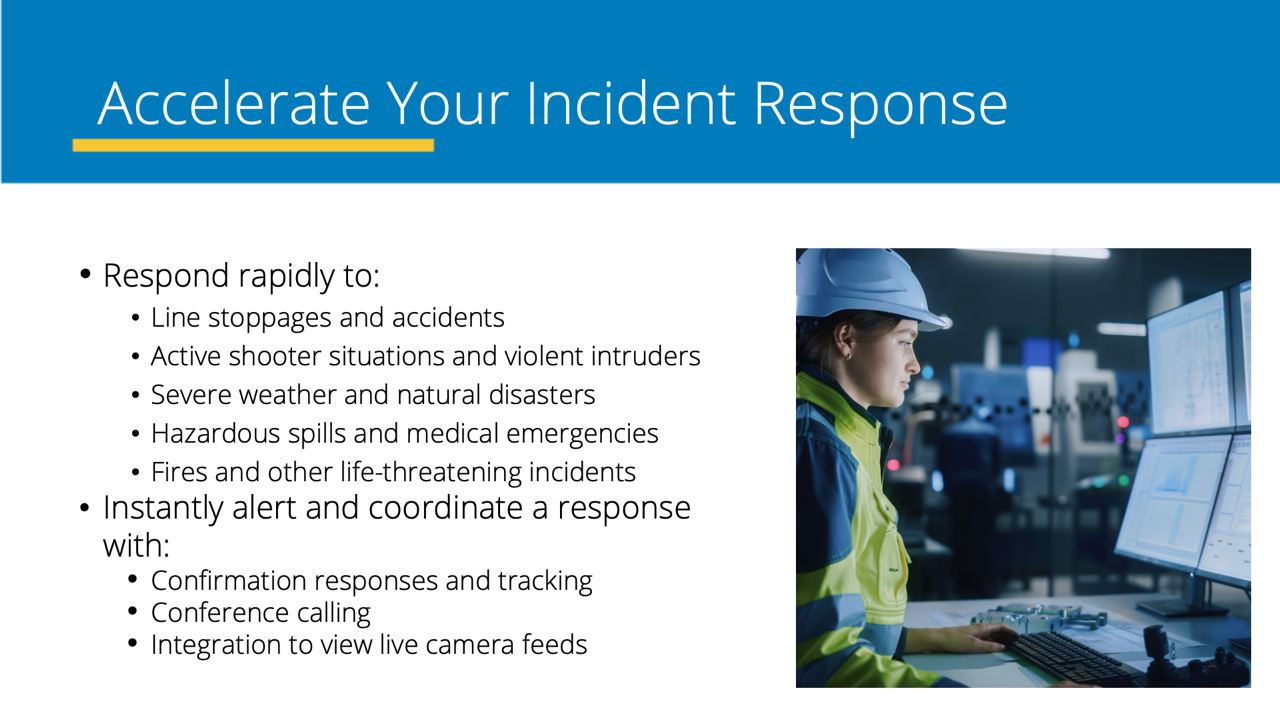 Accelerate Your Incident Response
• Respond rapidly to:
• Line stoppages and accidents
• Active shooter situations and violent intruders
• Severe weather and natural disasters
• Hazardous spills and medical emergencies
• Fires and other life-threatening incidents
• Instantly alert and coordinate a response
with:
• Confirmation responses and tracking
• Conference calling
• Integration to view live camera feeds